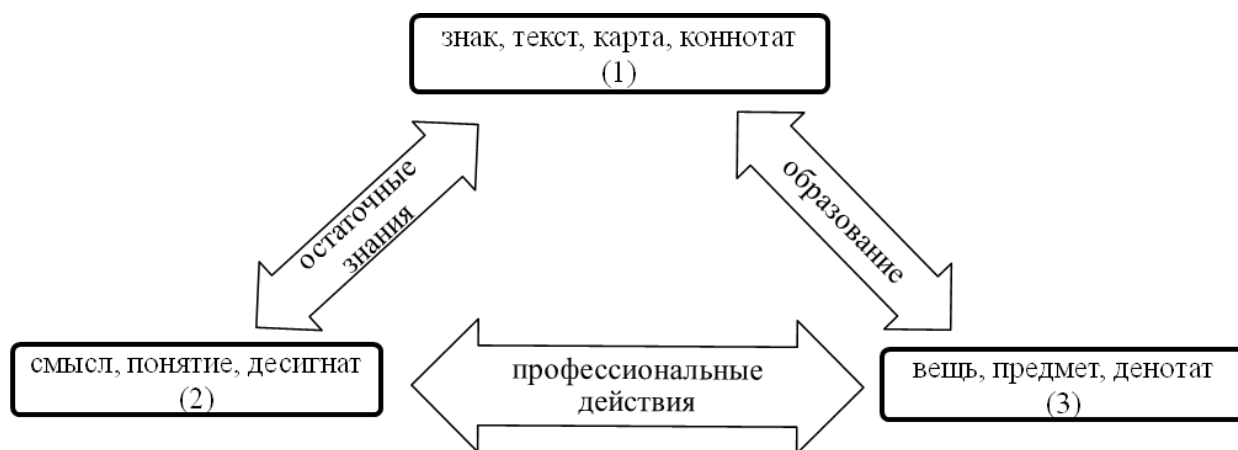 знак, текст, карта, коннотат
(1)
остаточные
знания
образование
смысл, понятие, десигнат
(2)
профессиональные
действия
вещь, предмет, денотат
(3)